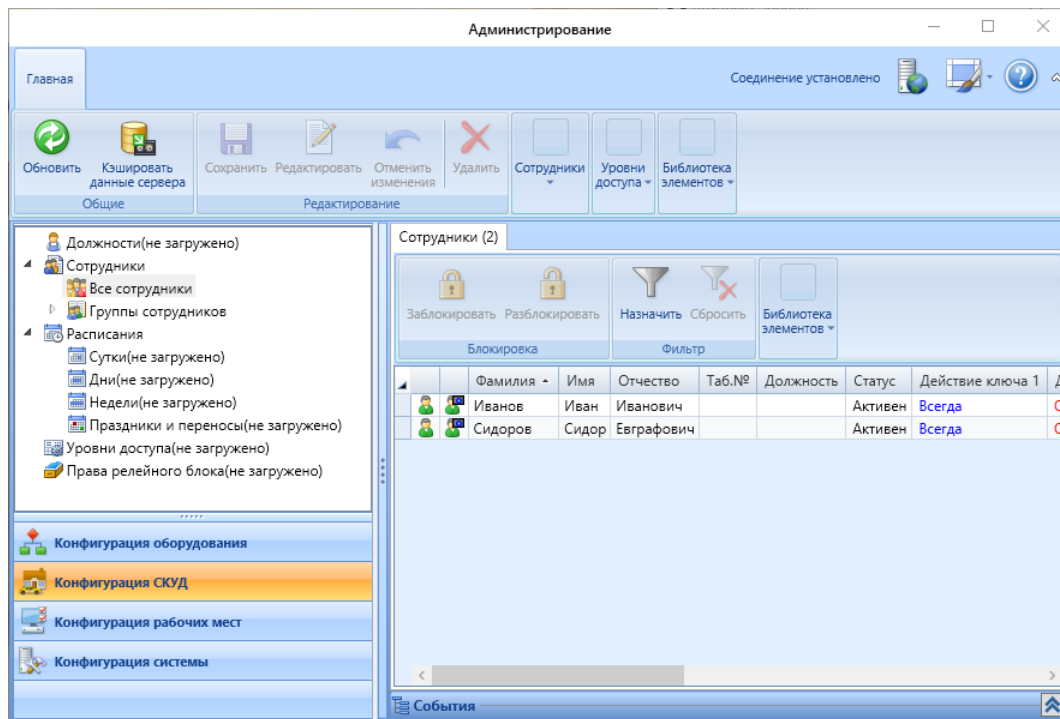 Администрирование
Главная
Соединение установлено
Обновить
Кэшировать данные сервера
Общие
Сохранить
Редактировать
Отменить изменения
Удалить
Редактирование
Сотрудники
Уровни доступа
Библиотека элементов
Должности(не загружено)
Сотрудники
Все сотрудники
Группы сотрудников
Расписания
Сутки(не загружено)
Дни(не загружено)
Недели(не загружено)
Праздники и переносы(не загружено)
Уровни доступа(не загружено)
Права релейного блока(не загружено)
Конфигурация оборудования
Конфигурация СКУД
Конфигурация рабочих мест
Конфигурация системы
Сотрудники (2)
Заблокировать Разблокировать
Блокировка
Назначить Сбросить
Фильтр
Библиотека элементов
Фамилия Имя Отчество Таб.№ Должность Статус Действие ключа 1
Иванов Иван Иванович Активен Всегда
Сидоров Сидор Евграфович Активен Всегда
События